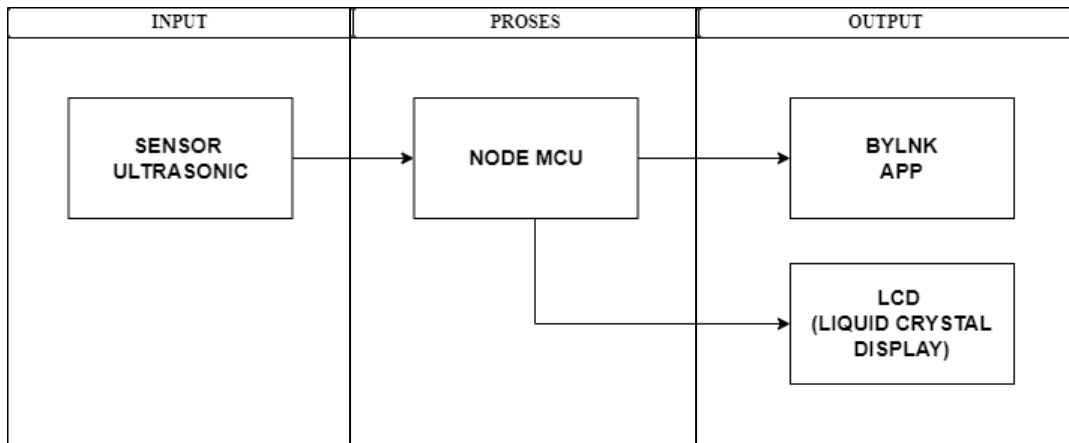 INPUT
PROSES
OUTPUT
SENSOR
ULTRASONIC
NODE MCU
BYLNK
APP
LCD
(LIQUID CRYSTAL
DISPLAY)